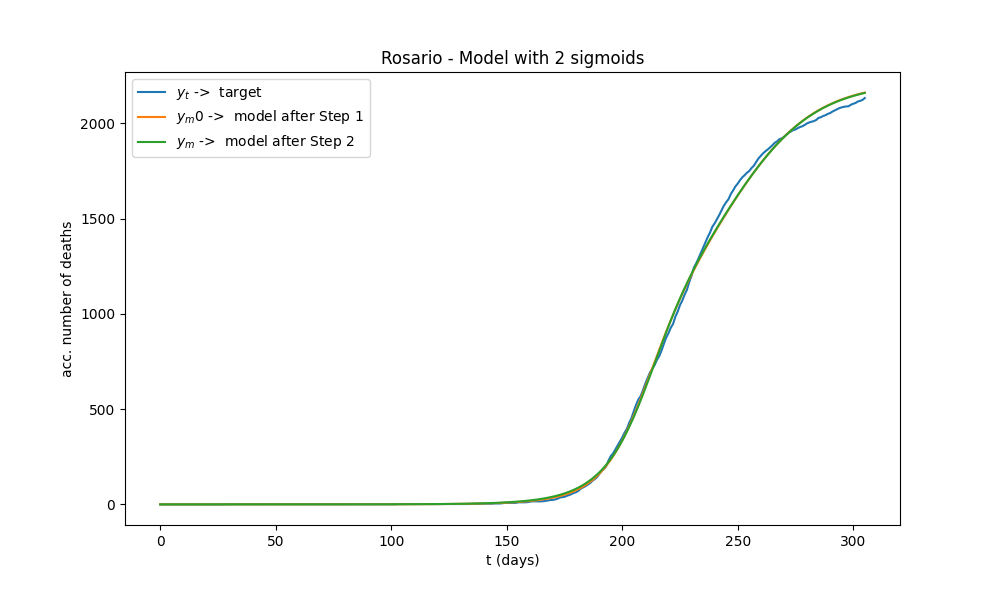 Rosario - Model with 2 sigmoids
y_t -> target
y_m0 -> model after Step 1
y_m -> model after Step 2
acc. number of deaths
2000
1500
1000
500
0
0 50 100 150 200 250 300
t (days)